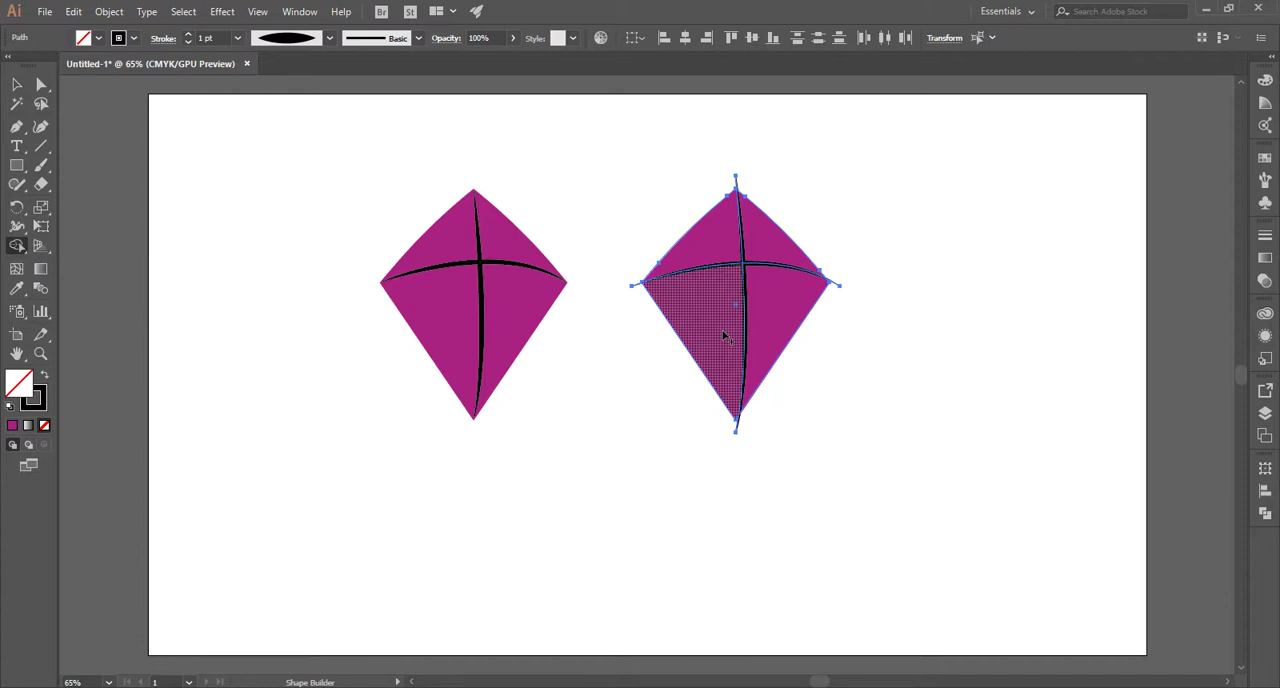 Ai File Edit Object Type Select Effect View Window Help Br St Essentials Search Adobe Stock
Path Stroke: 1 pt Basic Opacity: 100% Style: Transform
Untitled-1* @ 65% (CMYK/GPU Preview) ×
T
65% 1 Shape Builder